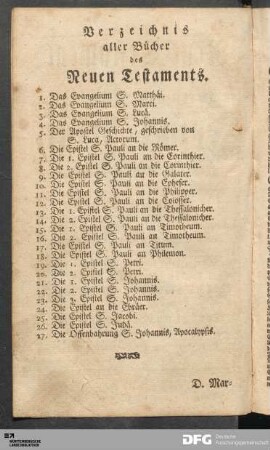 Verzeichnis
aller Bücher
des
Neuen Testaments.
1. Das Evangelium S. Matthäi.
2. Das Evangelium S. Marci.
3. Das Evangelium S. Lucä.
4. Das Evangelium S. Johannis.
5. Der Apostel Geschichte, geschrieben von
S. Luca, Actorum.
6. Die Epistel S. Pauli an die Römer.
7. Die 1. Epistel S. Pauli an die Corinthier.
8. Die 2. Epistel S. Pauli an die Corinthier.
9. Die Epistel S. Pauli an die Galater.
10. Die Epistel S. Pauli an die Epheser.
11. Die Epistel S. Pauli an die Philipper.
12. Die Epistel S. Pauli an die Colosser.
13. Die 1. Epistel S. Pauli an die Thessalonicher.
14. Die 2. Epistel S. Pauli an die Thessalonicher.
15. Die 1. Epistel S. Pauli an Timotheum.
16. Die 2. Epistel S. Pauli an Timotheum.
17. Die Epistel S. Pauli an Titum.
18. Die Epistel S. Pauli an Philemon.
19. Die 1. Epistel S. Petri.
20. Die 2. Epistel S. Petri.
21. Die 1. Epistel S. Johannis.
22. Die 2. Epistel S. Johannis.
23. Die 3. Epistel S. Johannis.
24. Die Epistel an die Ebräer.
25. Die Epistel S. Jacobi.
26. Die Epistel S. Judä.
27. Die Offenbahrung S. Johannis, Apocalypsis.
D. Mar-
DFG Deutsche
Forschungsgemeinschaft